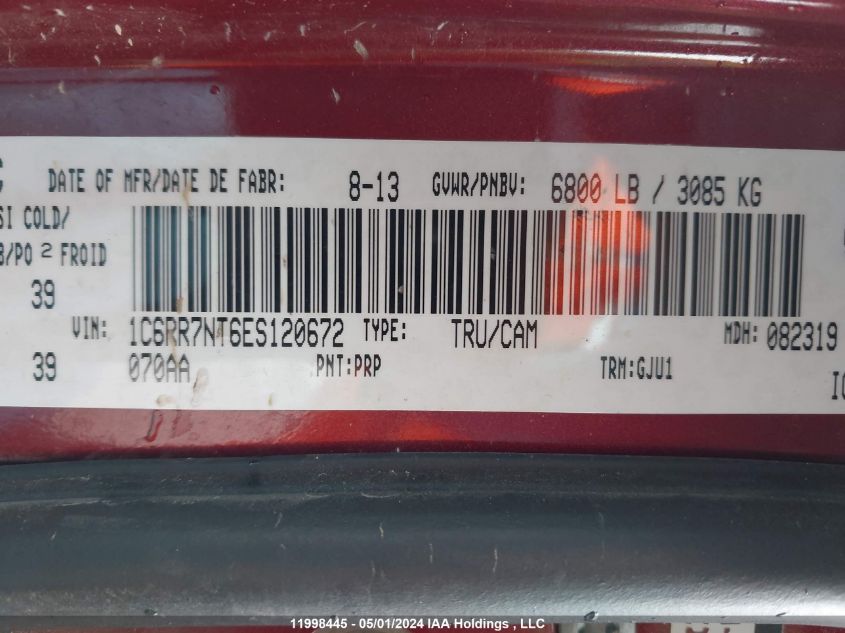 DATE OF MFR/DATE DE FABR: 8-13 GVWR/PNBV: 6800 LB / 3085 KG
SI COLD/
/PO 2 FROID
39
VIN: 1C6RR7NT6ES120672 TYPE: TRU/CAM MDH: 082319
39 070AA PNT:PRP TRM:GJU1
11998445 - 05/01/2024 IAA Holdings , LLC